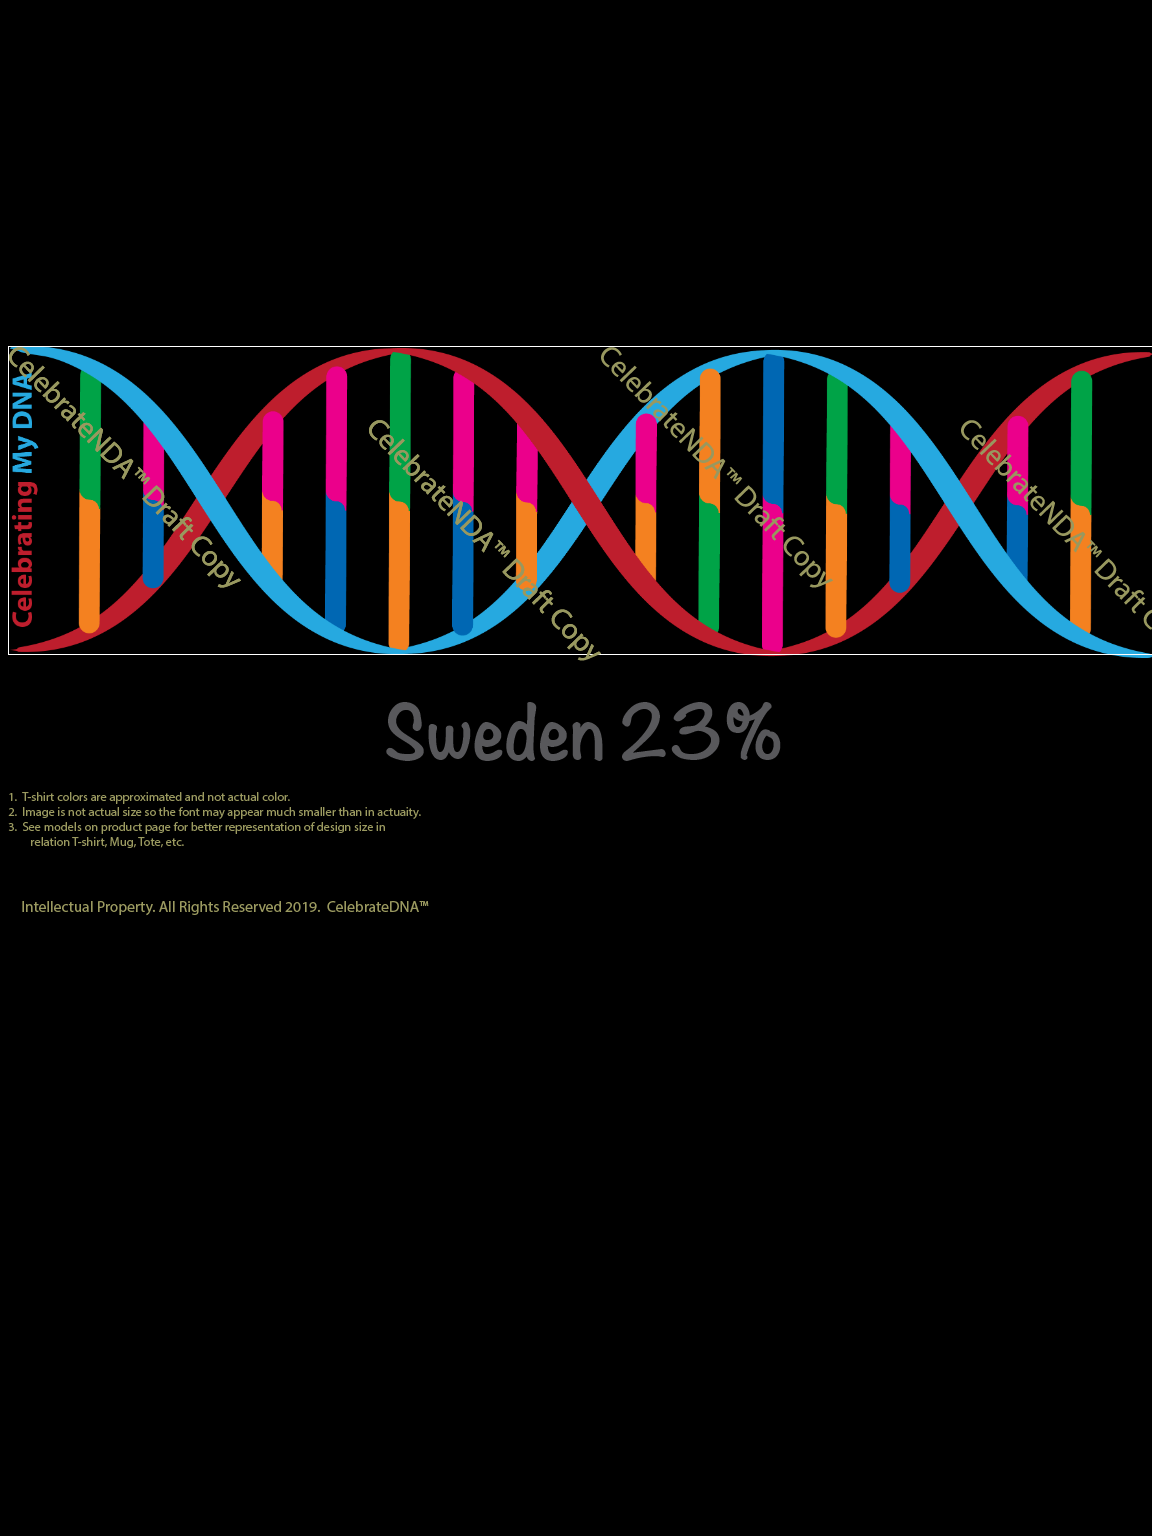 Celebrating My DNA
CelebrateNDA™ Draft Copy
CelebrateNDA™ Draft Copy
CelebrateNDA™ Draft Copy
CelebrateNDA™ Draft C
Sweden 23%
1. T-shirt colors are approximated and not actual color.
2. Image is not actual size so the font may appear much smaller than in actuaity.
3. See models on product page for better representation of design size in
relation T-shirt, Mug, Tote, etc.
Intellectual Property. All Rights Reserved 2019. CelebrateDNA™